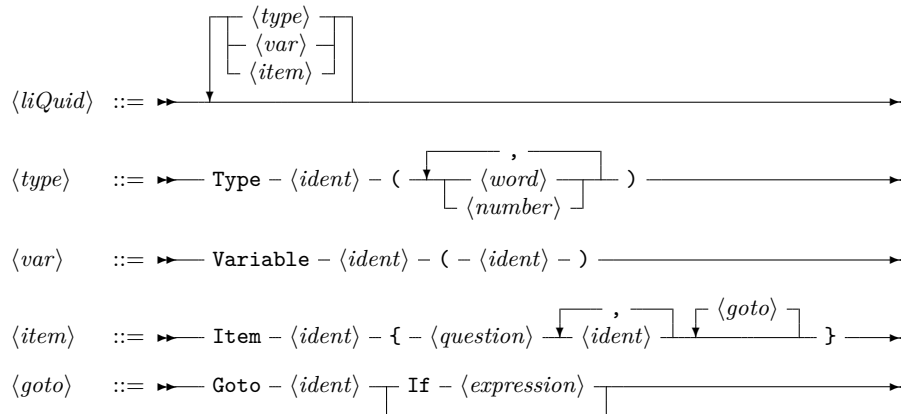 ⟨type⟩
⟨var⟩
⟨item⟩
⟨liQuid⟩ ::=
,
⟨type⟩ ::= Type ⟨ident⟩ ( ⟨word⟩ )
⟨number⟩
⟨var⟩ ::= Variable ⟨ident⟩ ( ⟨ident⟩ )
, ⟨goto⟩
⟨item⟩ ::= Item ⟨ident⟩ { ⟨question⟩ ⟨ident⟩ }
⟨goto⟩ ::= Goto ⟨ident⟩ If ⟨expression⟩